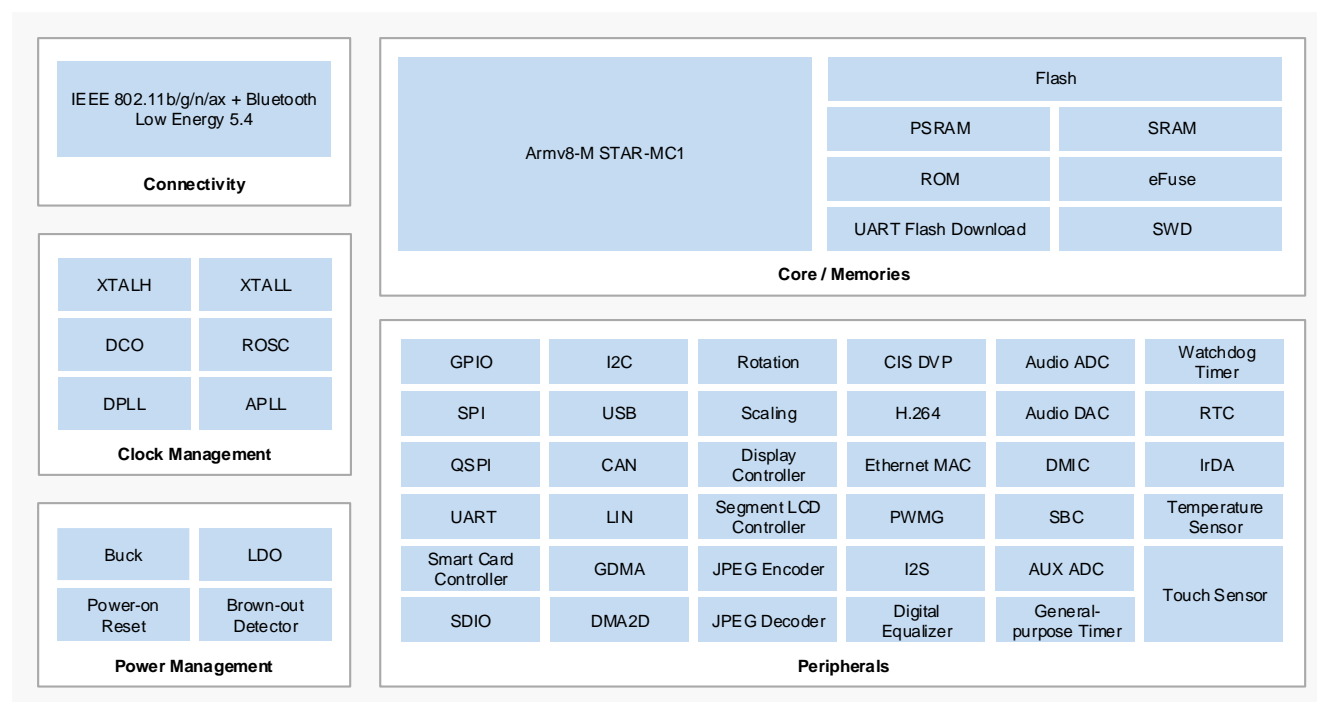 IEEE 802.11b/g/n/ax + Bluetooth
Low Energy 5.4
Connectivity
XTALH
XTALL
DCO
ROSC
DPLL
APLL
Clock Management
Buck
LDO
Power-on
Reset
Brown-out
Detector
Power Management
Armv8-M STAR-MC1
Flash
PSRAM
SRAM
ROM
eFuse
UART Flash Download
SWD
Core / Memories
GPIO
I2C
Rotation
CIS DVP
Audio ADC
Watchdog
Timer
SPI
USB
Scaling
H.264
Audio DAC
RTC
QSPI
CAN
Display
Controller
Ethernet MAC
DMIC
IrDA
UART
LIN
Segment LCD
Controller
PWMG
SBC
Temperature
Sensor
Smart Card
Controller
GDMA
JPEG Encoder
I2S
AUX ADC
Touch Sensor
SDIO
DMA2D
JPEG Decoder
Digital
Equalizer
General-
purpose Timer
Peripherals